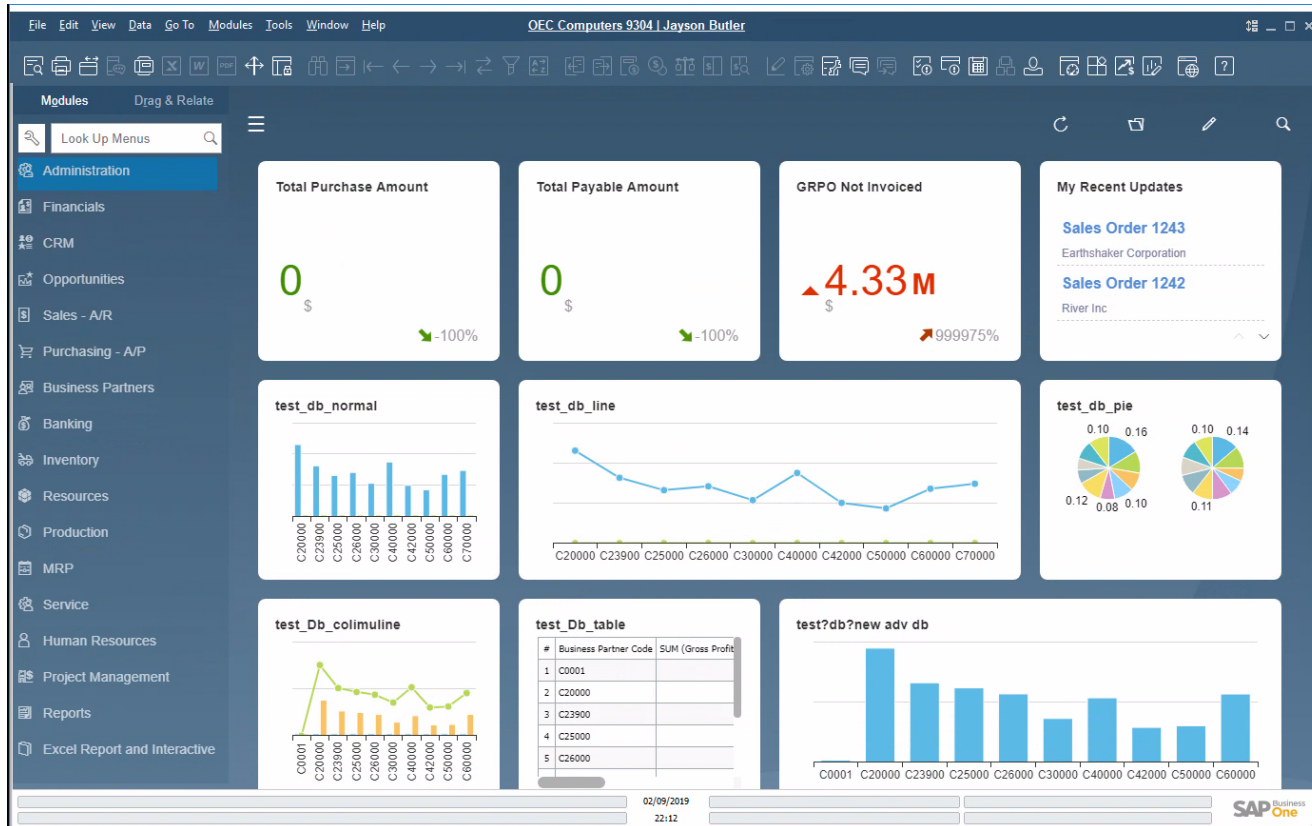 File Edit View Data Go To Modules Tools Window Help
OEC Computers 9304 | Jayson Butler
Modules Drag & Relate
Look Up Menus
Administration
Financials
CRM
Opportunities
Sales - A/R
Purchasing - A/P
Business Partners
Banking
Inventory
Resources
Production
MRP
Service
Human Resources
Project Management
Reports
Excel Report and Interactive
Total Purchase Amount
0
$
-100%
Total Payable Amount
0
$
-100%
GRPO Not Invoiced
4.33 M
$
999975%
My Recent Updates
Sales Order 1243
Earthshaker Corporation
Sales Order 1242
River Inc
test_db_normal
C20000 C23900 C25000 C26000 C30000 C40000 C42000 C50000 C60000 C70000
test_db_line
C20000 C23900 C25000 C26000 C30000 C40000 C42000 C50000 C60000 C70000
test_db_pie
0.10 0.16
0.12 0.08 0.10
0.10 0.14
0.11
test_Db_colimuline
C0001 C20000 C23900 C25000 C26000 C30000 C40000 C42000 C50000 C60000
test_Db_table
# Business Partner Code SUM (Gross Profit
1 C0001
2 C20000
3 C23900
4 C25000
5 C26000
test?db?new adv db
C0001 C20000 C23900 C25000 C26000 C30000 C40000 C42000 C50000 C60000
02/09/2019
22:12
SAP Business One